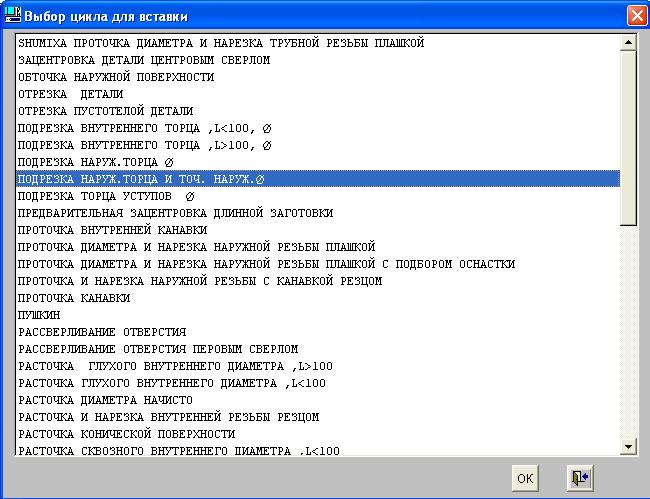 Выбор цикла для вставки
SHUMIXA ПРОТОЧКА ДИАМЕТРА И НАРЕЗКА ТРУБНОЙ РЕЗЬБЫ ПЛАШКОЙ
ЗАЦЕНТРОВКА ДЕТАЛИ ЦЕНТРОВЫМ СВЕРЛОМ
ОБТОЧКА НАРУЖНОЙ ПОВЕРХНОСТИ
ОТРЕЗКА  ДЕТАЛИ
ОТРЕЗКА ПУСТОТЕЛОЙ ДЕТАЛИ
ПОДРЕЗКА ВНУТРЕННЕГО ТОРЦА ,L<100, ∅
ПОДРЕЗКА ВНУТРЕННЕГО ТОРЦА ,L>100, ∅
ПОДРЕЗКА НАРУЖ.ТОРЦА ∅
ПОДРЕЗКА НАРУЖ.ТОРЦА И ТОЧ. НАРУЖ.∅
ПОДРЕЗКА ТОРЦА УСТУПОВ  ∅
ПРЕДВАРИТЕЛЬНАЯ ЗАЦЕНТРОВКА ДЛИННОЙ ЗАГОТОВКИ
ПРОТОЧКА ВНУТРЕННЕЙ КАНАВКИ
ПРОТОЧКА ДИАМЕТРА И НАРЕЗКА НАРУЖНОЙ РЕЗЬБЫ ПЛАШКОЙ
ПРОТОЧКА ДИАМЕТРА И НАРЕЗКА НАРУЖНОЙ РЕЗЬБЫ ПЛАШКОЙ С ПОДБОРОМ ОСНАСТКИ
ПРОТОЧКА И НАРЕЗКА НАРУЖНОЙ РЕЗЬБЫ С КАНАВКОЙ РЕЗЦОМ
ПРОТОЧКА КАНАВКИ
ПУШКИН
РАССВЕРЛИВАНИЕ ОТВЕРСТИЯ
РАССВЕРЛИВАНИЕ ОТВЕРСТИЯ ПЕРОВЫМ СВЕРЛОМ
РАСТОЧКА  ГЛУХОГО ВНУТРЕННЕГО ДИАМЕТРА ,L>100
РАСТОЧКА ГЛУХОГО ВНУТРЕННЕГО ДИАМЕТРА ,L<100
РАСТОЧКА ДИАМЕТРА НАЧИСТО
РАСТОЧКА И НАРЕЗКА ВНУТРЕННЕЙ РЕЗЬБЫ РЕЗЦОМ
РАСТОЧКА КОНИЧЕСКОЙ ПОВЕРХНОСТИ
РАСТОЧКА СКВОЗНОГО ВНУТРЕННЕГО ДИАМЕТРА ,L<100
OK